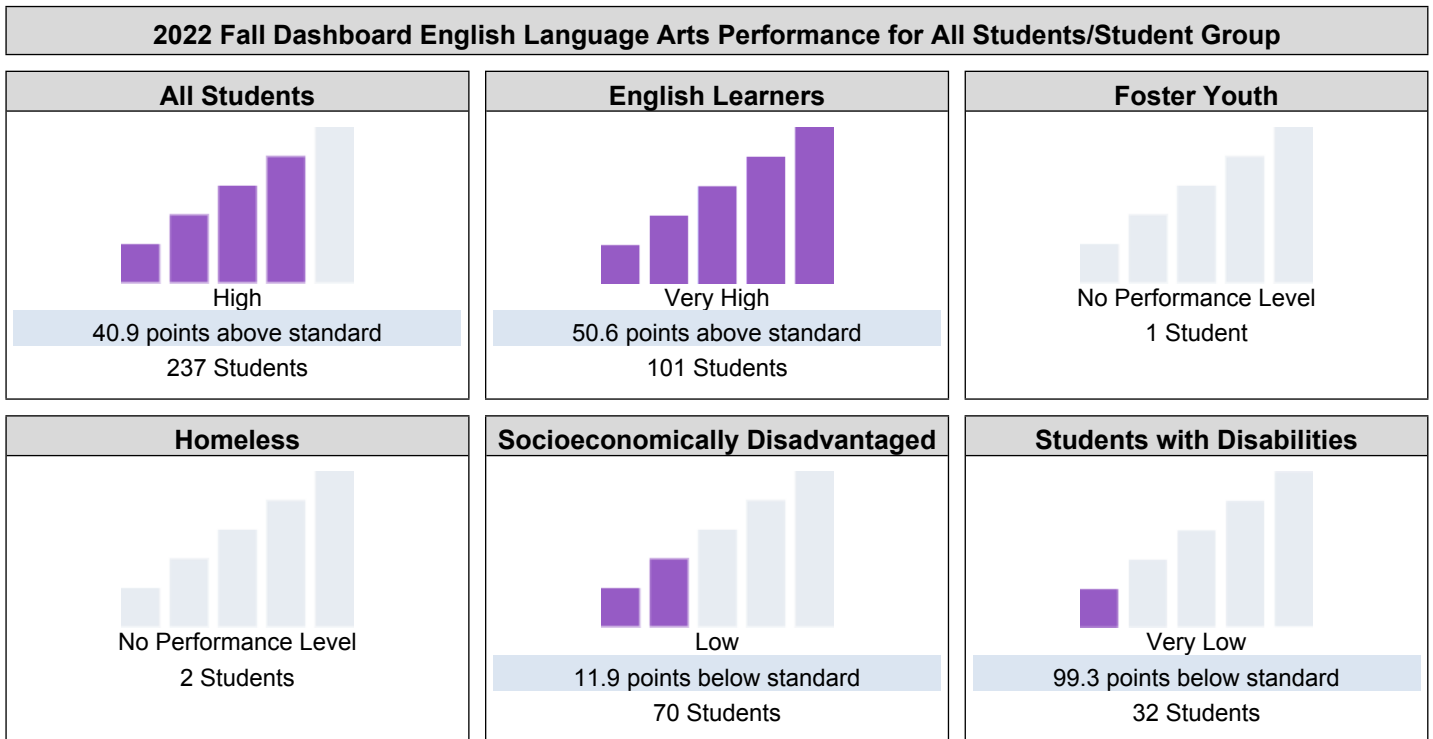 2022 Fall Dashboard English Language Arts Performance for All Students/Student Group
All Students
High
40.9 points above standard
237 Students
English Learners
Very High
50.6 points above standard
101 Students
Foster Youth
No Performance Level
1 Student
Homeless
No Performance Level
2 Students
Socioeconomically Disadvantaged
Low
11.9 points below standard
70 Students
Students with Disabilities
Very Low
99.3 points below standard
32 Students